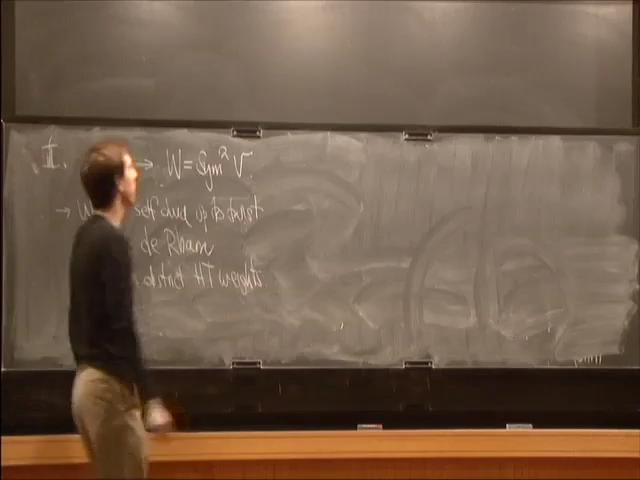 II. → W = Sym² V
→ W self dual up to twist
de Rham
distinct HT weights